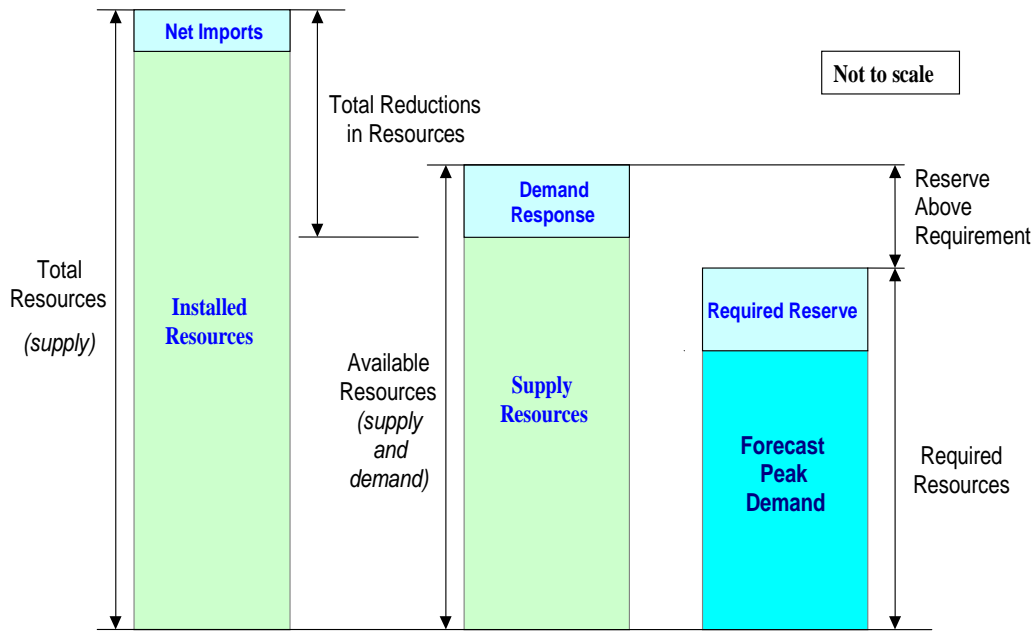 Net Imports
Not to scale
Total Reductions
in Resources
Demand
Response
Reserve
Above
Requirement
Total
Resources
(supply)
Installed
Resources
Required Reserve
Available
Resources
(supply
and
demand)
Supply
Resources
Forecast
Peak
Demand
Required
Resources